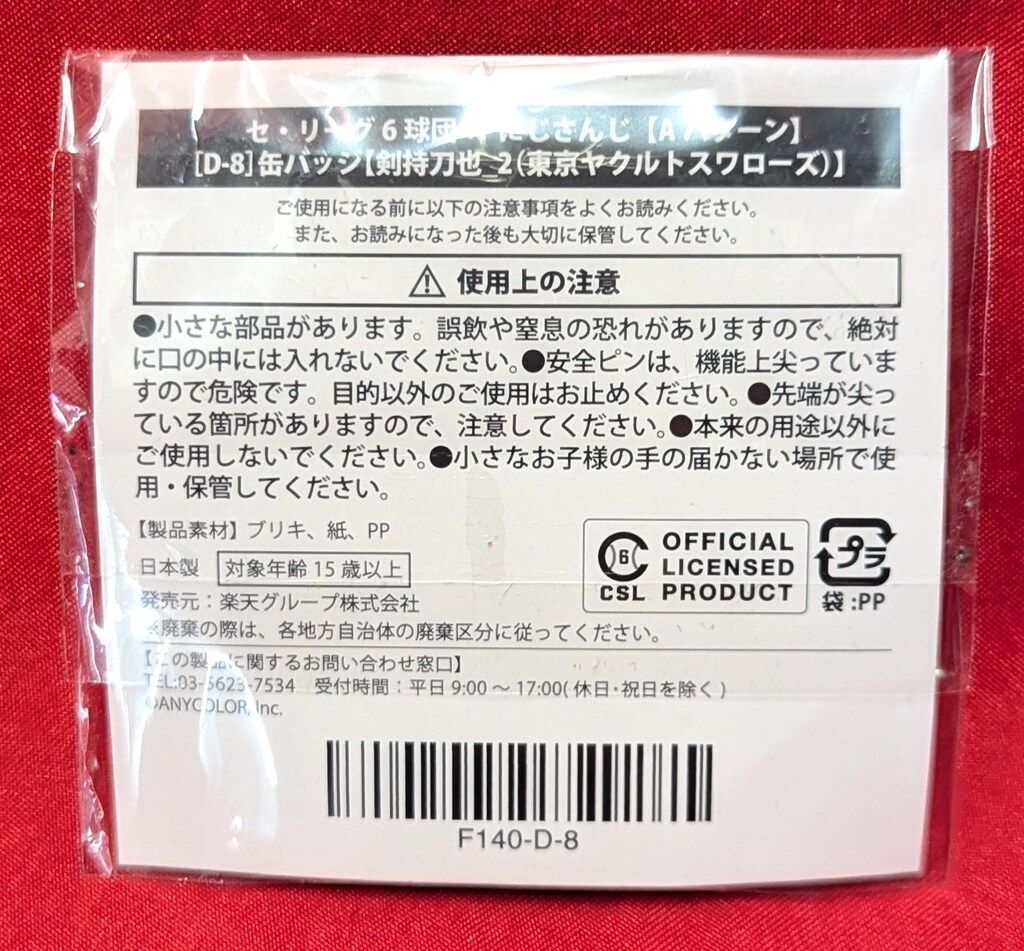 セ・リーグ6球団 にじさんじ【Aパターン】
[D-8]缶バッジ【剣持刀也_2(東京ヤクルトスワローズ)】
ご使用になる前に以下の注意事項をよくお読みください。
また、お読みになった後も大切に保管してください。
使用上の注意
●小さな部品があります。誤飲や窒息の恐れがありますので、絶対
に口の中には入れないでください。●安全ピンは、機能上尖っていま
すので危険です。目的以外のご使用はお止めください。●先端が尖っ
ている箇所がありますので、注意してください。●本来の用途以外に
ご使用しないでください。●小さなお子様の手の届かない場所で使
用・保管してください。
【製品素材】ブリキ、紙、PP
日本製 対象年齢15歳以上
発売元：楽天グループ株式会社
※廃棄の際は、各地方自治体の廃棄区分に従ってください。
【この製品に関するお問い合わせ窓口】
TEL:03-5623-7534 受付時間：平日9:00～17:00(休日・祝日を除く)
©ANYCOLOR, Inc.
6
CSL
OFFICIAL
LICENSED
PRODUCT
プラ
袋:PP
F140-D-8